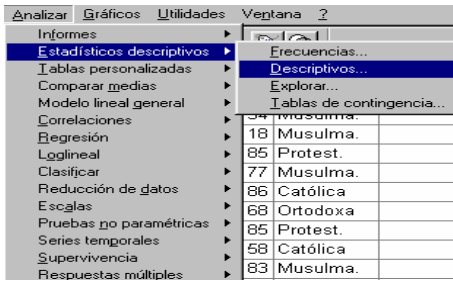 Analizar Gráficos Utilidades Ventana ?
Informes
Estadísticos descriptivos
Tablas personalizadas
Comparar medias
Modelo lineal general
Correlaciones
Regresión
Loglineal
Clasificar
Reducción de datos
Escalas
Pruebas no paramétricas
Series temporales
Supervivencia
Respuestas múltiples
Frecuencias...
Descriptivos...
Explorar...
Tablas de contingencia...
54 Musulma.
18 Musulma.
85 Protest.
77 Musulma.
86 Católica
68 Ortodoxa
85 Protest.
58 Católica
83 Musulma.